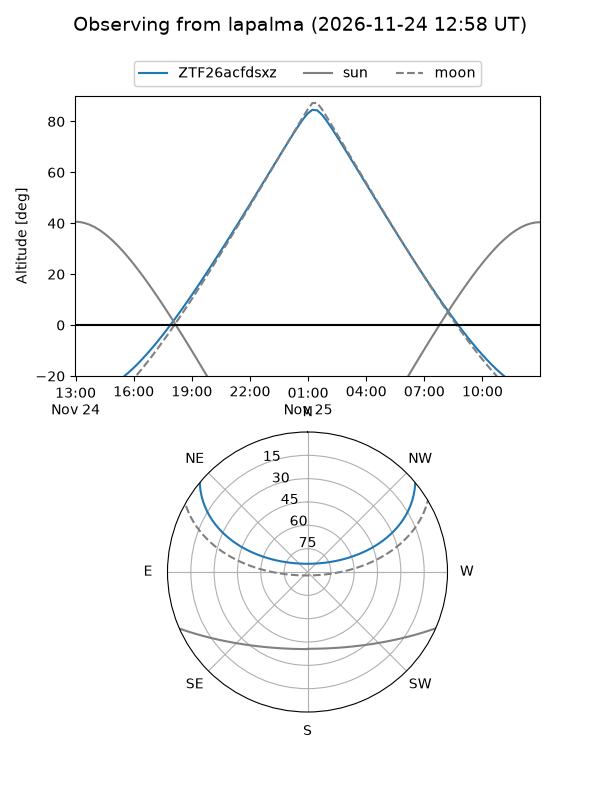 Observing from lapalma (2026-11-24 12:58 UT)
ZTF26acfdsxz sun moon
Altitude [deg]
80
60
40
20
0
−20
13:00 16:00 19:00 22:00 01:00 04:00 07:00 10:00
Nov 24 Nov 25
N
NE NW
15
30
45
60
75
E W
SE SW
S